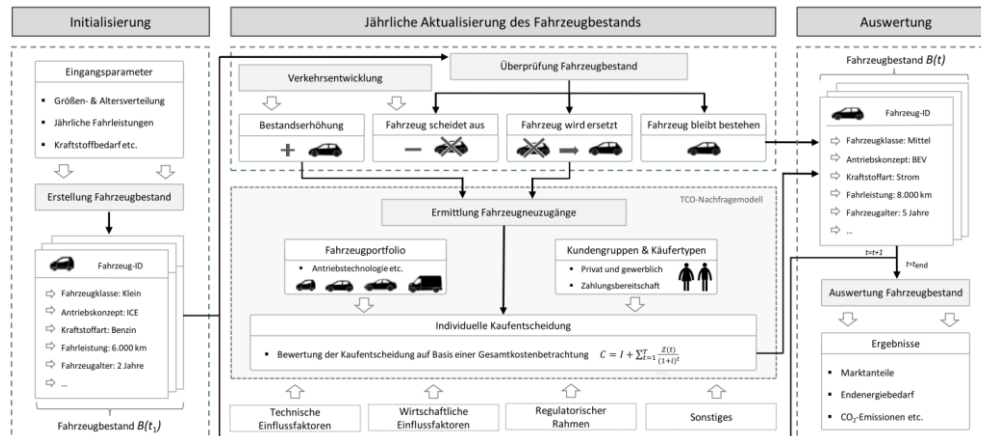 Initialisierung
Eingangsparameter
▪ Größen- & Altersverteilung
▪ Jährliche Fahrleistungen
▪ Kraftstoffbedarf etc.
Erstellung Fahrzeugbestand
Fahrzeug-ID
Fahrzeugklasse: Klein
Antriebskonzept: ICE
Kraftstoffart: Benzin
Fahrleistung: 6.000 km
Fahrzeugalter: 2 Jahre
...
Fahrzeugbestand B(t₁)
Jährliche Aktualisierung des Fahrzeugbestands
Verkehrsentwicklung
Überprüfung Fahrzeugbestand
Bestandserhöhung
Fahrzeug scheidet aus
Fahrzeug wird ersetzt
Fahrzeug bleibt bestehen
TCO-Nachfragemodell
Ermittlung Fahrzeugneuzugänge
Fahrzeugportfolio
▪ Antriebstechnologie etc.
Kundengruppen & Käufertypen
▪ Privat und gewerblich
▪ Zahlungsbereitschaft
Individuelle Kaufentscheidung
▪ Bewertung der Kaufentscheidung auf Basis einer Gesamtkostenbetrachtung C = I + ∑ᵀₜ₌₁ Z(t)/(1+i)ᵗ
Technische
Einflussfaktoren
Wirtschaftliche
Einflussfaktoren
Regulatorischer
Rahmen
Sonstiges
Auswertung
Fahrzeugbestand B(t)
Fahrzeug-ID
Fahrzeugklasse: Mittel
Antriebskonzept: BEV
Kraftstoffart: Strom
Fahrleistung: 8.000 km
Fahrzeugalter: 5 Jahre
...
t=t+1
t=tend
Auswertung Fahrzeugbestand
Ergebnisse
▪ Marktanteile
▪ Endenergiebedarf
▪ CO₂-Emissionen etc.